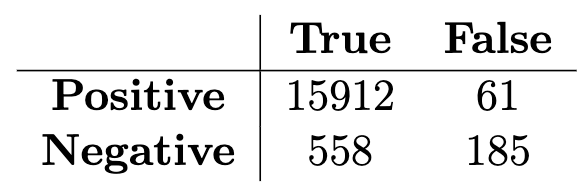 True False
Positive 15912 61
Negative 558 185